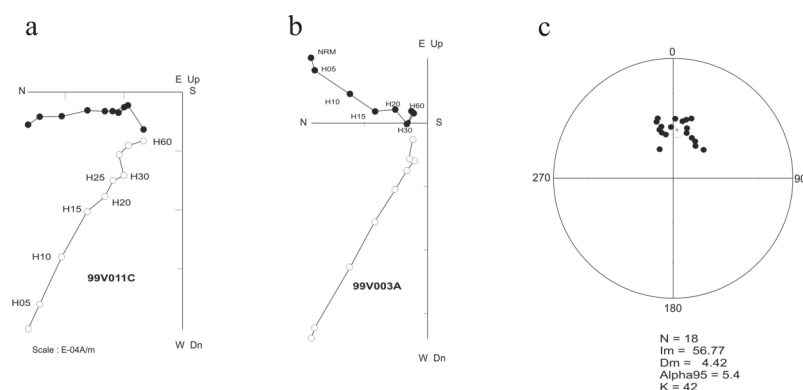 a
E Up
N
S
H60
H25
H30
H20
H15
H10
99V011C
H05
W Dn
Scale : E-04A/m
b
E Up
NRM
H05
H10
H20
H60
H15
N
S
H30
99V003A
W Dn
c
0
270
90
180
N = 18
Im = 56.77
Dm = 4.42
Alpha95 = 5.4
K = 42